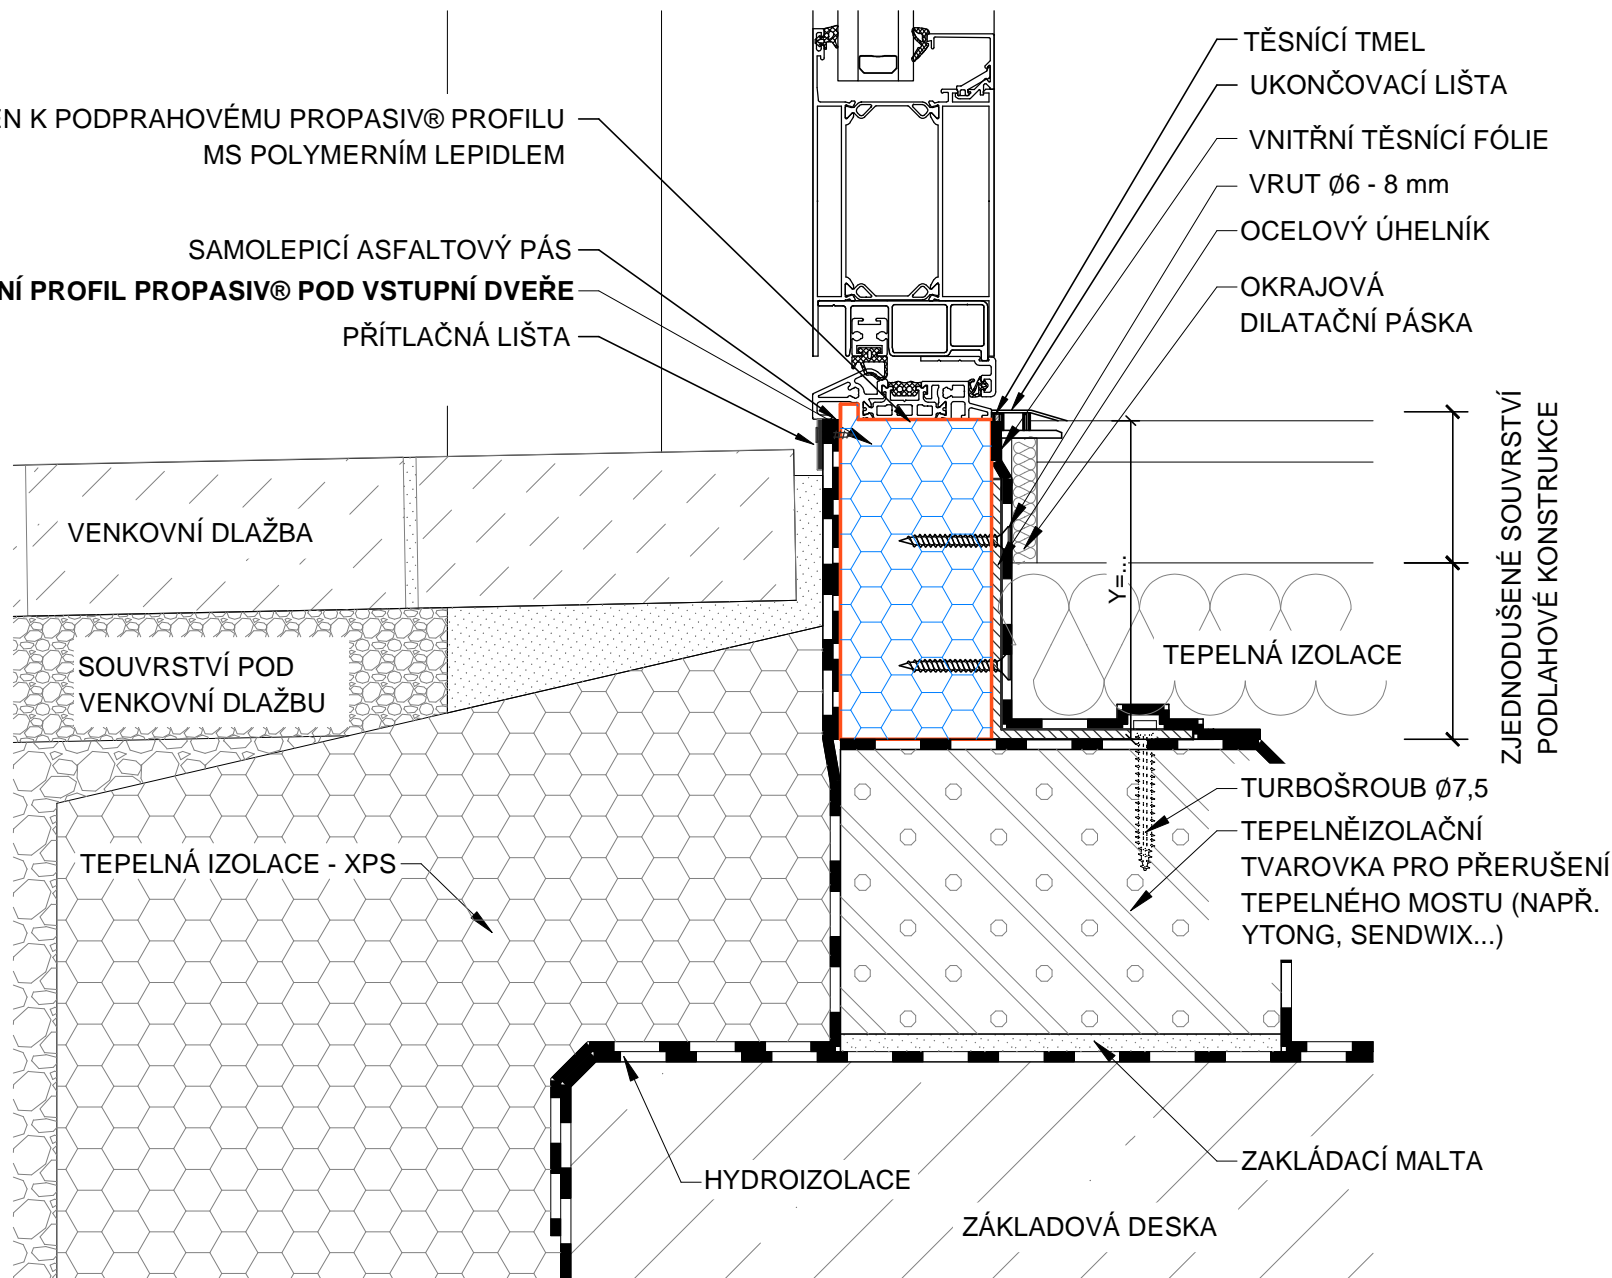 K PODPRAHOVÉMU PROPASIV® PROFILU
MS POLYMERNÍM LEPIDLEM
SAMOLEPICÍ ASFALTOVÝ PÁS
PROFIL PROPASIV® POD VSTUPNÍ DVEŘE
PŘÍTLAČNÁ LIŠTA
TĚSNÍCÍ TMEL
UKONČOVACÍ LIŠTA
VNITŘNÍ TĚSNÍCÍ FÓLIE
VRUT Ø6 - 8 mm
OCELOVÝ ÚHELNÍK
OKRAJOVÁ
DILATAČNÍ PÁSKA
ZJEDNODUŠENÉ SOUVRSTVÍ
PODLAHOVÉ KONSTRUKCE
VENKOVNÍ DLAŽBA
SOUVRSTVÍ POD
VENKOVNÍ DLAŽBU
Y=...
TEPELNÁ IZOLACE
TURBOŠROUB Ø7,5
TEPELNĚIZOLAČNÍ
TVAROVKA PRO PŘERUŠENÍ
TEPELNÉHO MOSTU (NAPŘ.
YTONG, SENDWIX...)
TEPELNÁ IZOLACE - XPS
HYDROIZOLACE
ZAKLÁDACÍ MALTA
ZÁKLADOVÁ DESKA